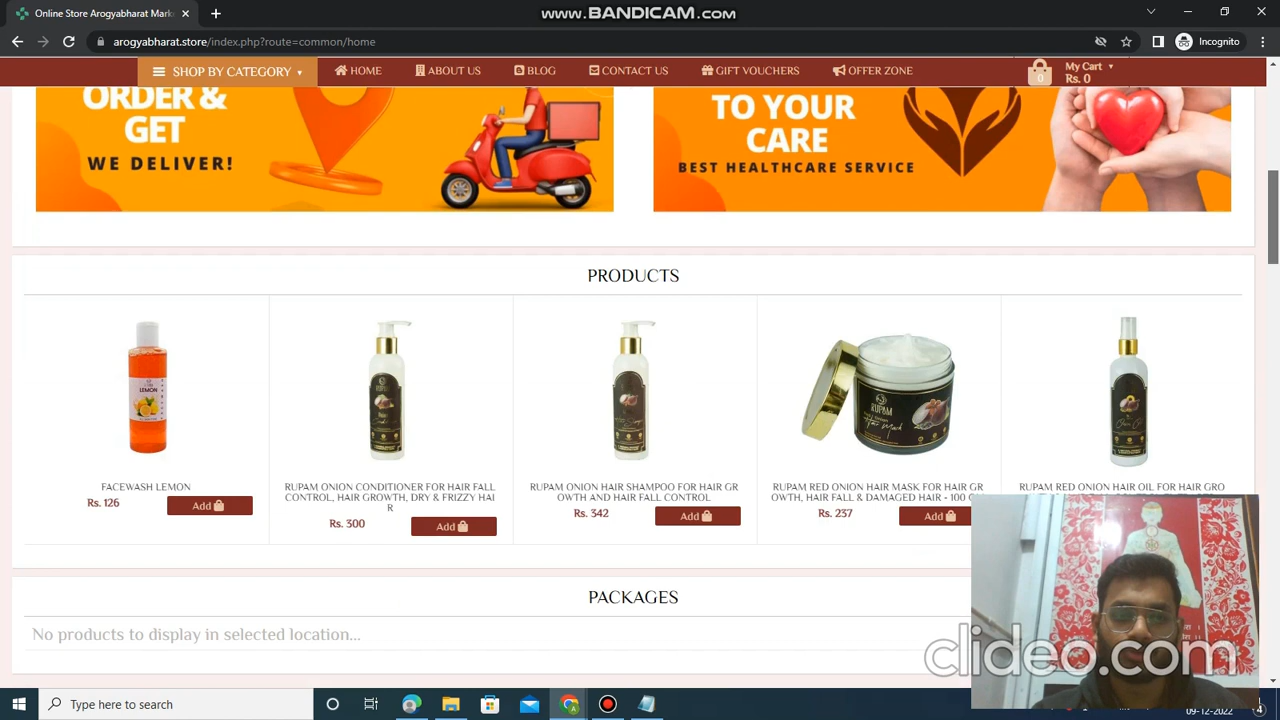 Online Store Arogyabharat Mark
www.BANDICAM.com
arogyabharat.store/index.php?route=common/home
Incognito
SHOP BY CATEGORY
HOME
ABOUT US
BLOG
CONTACT US
GIFT VOUCHERS
OFFER ZONE
0
My Cart
Rs. 0
ORDER &
GET
WE DELIVER!
TO YOUR
CARE
BEST HEALTHCARE SERVICE
PRODUCTS
LEMON
RUPAM
RUPAM
Hair Mask
FACEWASH LEMON
Rs. 126
Add
RUPAM ONION CONDITIONER FOR HAIR FALL
CONTROL, HAIR GROWTH, DRY & FRIZZY HAI
R
Rs. 300
Add
RUPAM ONION HAIR SHAMPOO FOR HAIR GR
OWTH AND HAIR FALL CONTROL
Rs. 342
Add
RUPAM RED ONION HAIR MASK FOR HAIR GR
OWTH, HAIR FALL & DAMAGED HAIR - 100
Rs. 237
Add
RUPAM RED ONION HAIR OIL FOR HAIR GRO
PACKAGES
No products to display in selected location...
clideo.com
Type here to search
09-12-2022
4